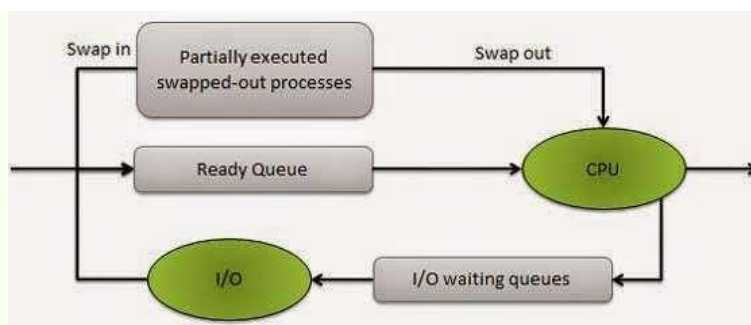 Swap in
Partially executed
swapped-out processes
Swap out
Ready Queue
CPU
I/O
I/O waiting queues